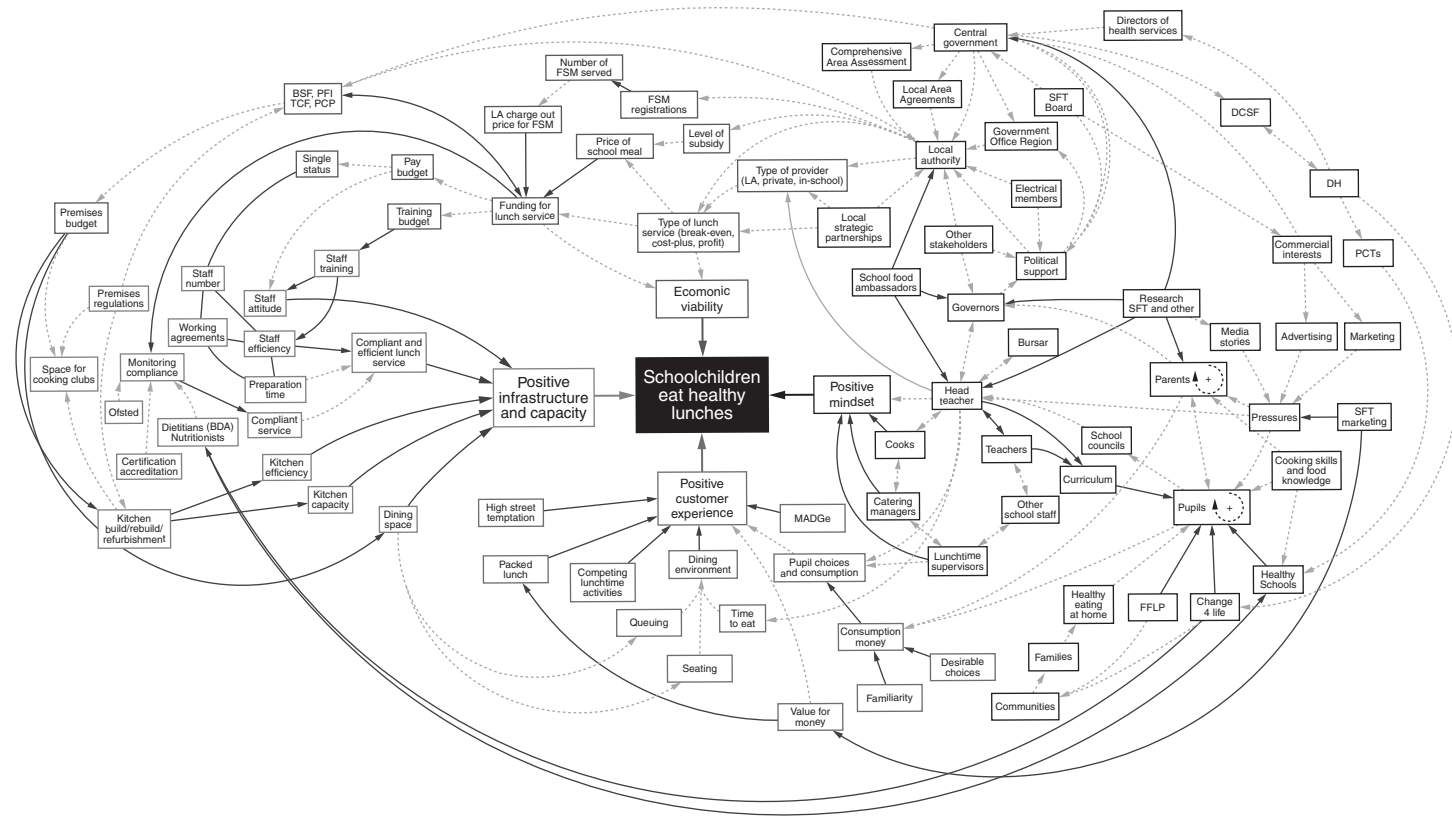 Directors of
health services
Central
government
Comprehensive
Area Assessment
Number of
FSM served
Local Area
Agreements
SFT
Board
DCSF
BSF, PFI
TCF, PCP
FSM
registrations
LA charge out
price for FSM
Level of
subsidy
Price of
school meal
Government
Office Region
Local
authority
Single
status
Pay
budget
Type of provider
(LA, private, in-school)
DH
Electrical
members
Premises
budget
Training
budget
Funding for
lunch service
Type of lunch
service (break-even,
cost-plus, profit)
Local
strategic
partnerships
Other
stakeholders
Commercial
interests
PCTs
Political
support
Staff
training
Staff
number
School food
ambassadors
Premises
regulations
Staff
attitude
Ecomonic
viability
Governors
Research
SFT and other
Working
agreements
Staff
efficiency
Media
stories
Advertising
Marketing
Bursar
Compliant and
efficient lunch
service
Space for
cooking clubs
Monitoring
compliance
Preparation
time
Positive
infrastructure
and capacity
Schoolchildren
eat healthy
lunches
Positive
mindset
Head
teacher
Parents
+
Ofsted
Compliant
service
Pressures
SFT
marketing
Dietitians (BDA)
Nutritionists
Cooks
Teachers
School
councils
Certification
accreditation
Kitchen
efficiency
Curriculum
Cooking skills
and food
knowledge
Kitchen
capacity
Positive
customer
experience
High street
temptation
MADGe
Catering
managers
Other
school staff
Pupils
+
Kitchen
build/rebuild/
refurbishment
Dining
space
Dining
environment
Packed
lunch
Competing
lunchtime
activities
Pupil choices
and consumption
Lunchtime
supervisors
Healthy
Schools
Healthy
eating
at home
FFLP
Change
4 life
Queuing
Time
to eat
Consumption
money
Families
Seating
Desirable
choices
Familiarity
Communities
Value for
money